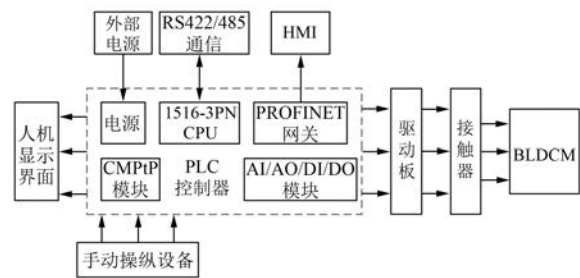 外部
电源
RS422/485
通信
HMI
人机
显示
界面
电源
1516-3PN
CPU
PROFINET
网关
CMPtP
模块
PLC
控制器
AI/AO/DI/DO
模块
驱动板
接触器
BLDCM
手动操纵设备